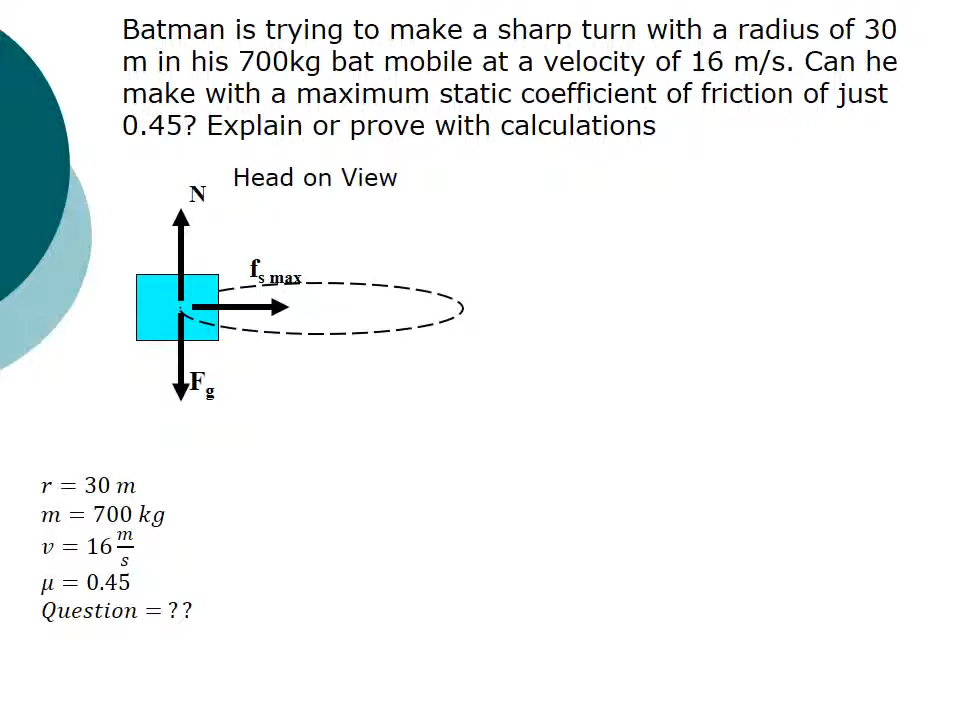 Batman is trying to make a sharp turn with a radius of 30
m in his 700kg bat mobile at a velocity of 16 m/s. Can he
make with a maximum static coefficient of friction of just
0.45? Explain or prove with calculations
Head on View
N
f_s max
F_g
r = 30 m
m = 700 kg
v = 16 m/s
μ = 0.45
Question = ??